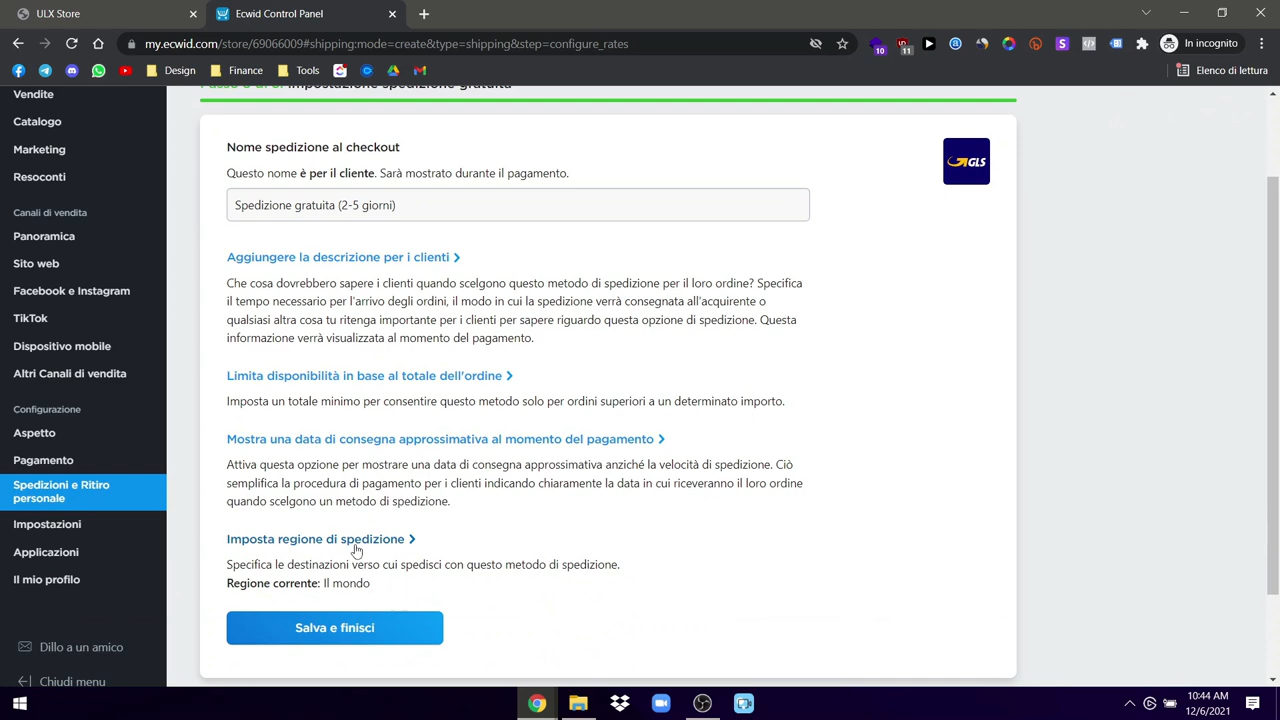 ULX Store
Ecwid Control Panel
my.ecwid.com/store/69066009#shipping:mode=create&type=shipping&step=configure_rates
10
11
In incognito
Design
Finance
Tools
Elenco di lettura
Vendite
Catalogo
Marketing
Resoconti
Canali di vendita
Panoramica
Sito web
Facebook e Instagram
TikTok
Dispositivo mobile
Altri Canali di vendita
Configurazione
Aspetto
Pagamento
Spedizioni e Ritiro
personale
Impostazioni
Applicazioni
Il mio profilo
Dillo a un amico
Chiudi menu
Impostazione spedizione gratuita
Nome spedizione al checkout
Questo nome è per il cliente. Sarà mostrato durante il pagamento.
GLS
Spedizione gratuita (2-5 giorni)
Aggiungere la descrizione per i clienti
Che cosa dovrebbero sapere i clienti quando scelgono questo metodo di spedizione per il loro ordine? Specifica
il tempo necessario per l'arrivo degli ordini, il modo in cui la spedizione verrà consegnata all'acquirente o
qualsiasi altra cosa tu ritenga importante per i clienti per sapere riguardo questa opzione di spedizione. Questa
informazione verrà visualizzata al momento del pagamento.
Limita disponibilità in base al totale dell'ordine
Imposta un totale minimo per consentire questo metodo solo per ordini superiori a un determinato importo.
Mostra una data di consegna approssimativa al momento del pagamento
Attiva questa opzione per mostrare una data di consegna approssimativa anziché la velocità di spedizione. Ciò
semplifica la procedura di pagamento per i clienti indicando chiaramente la data in cui riceveranno il loro ordine
quando scelgono un metodo di spedizione.
Imposta regione di spedizione
Specifica le destinazioni verso cui spedisci con questo metodo di spedizione.
Regione corrente: Il mondo
Salva e finisci
10:44 AM
12/6/2021